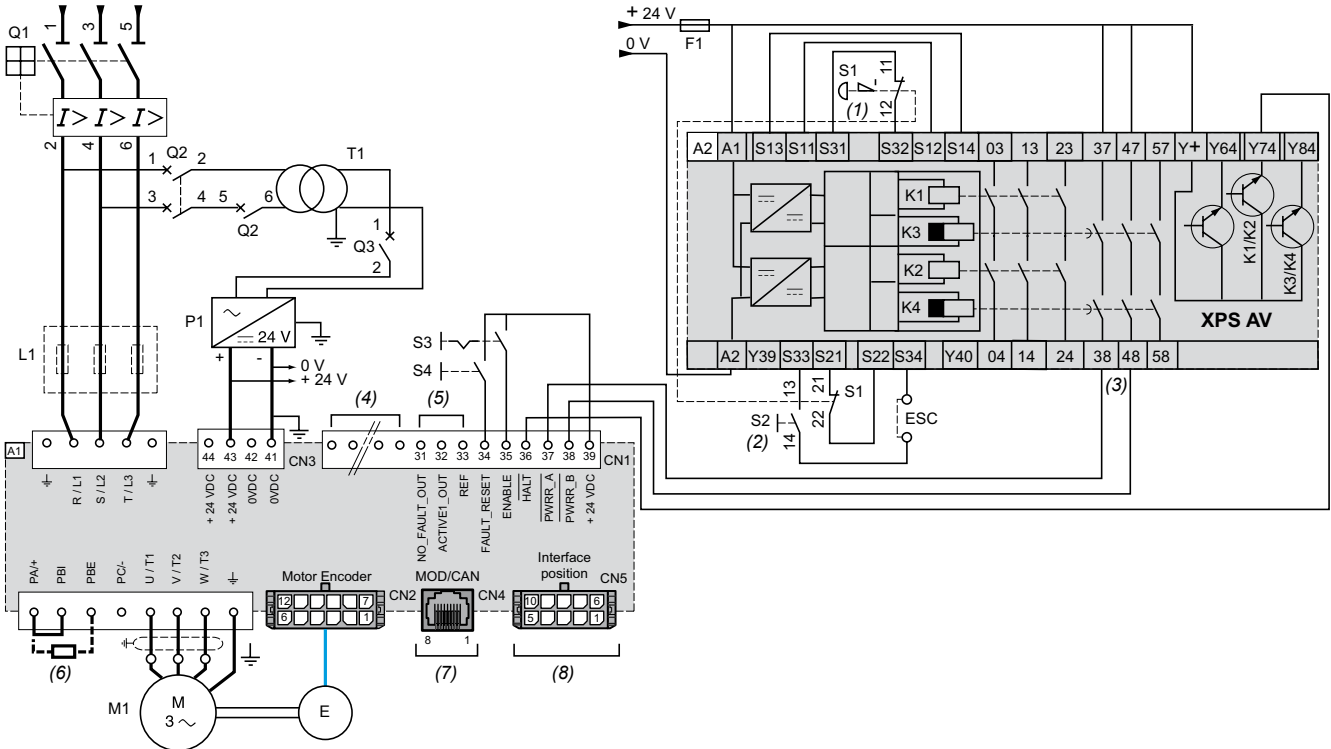 Q1
1
3
5
I> I> I>
2
4
6
1 Q2 2
3 4 5 6
Q2
T1
1
Q3
2
P1
24 V
+ -
0 V
+ 24 V
L1
+ 24 V
F1
0 V
S1
11
12
(1)
A2 A1 S13 S11 S31 S32 S12 S14 03 13 23 37 47 57 Y+ Y64 Y74 Y84
K1
K3
K2
K4
K1/K2
K3/K4
XPS AV
A2 Y39 S33 S21 S22 S34 Y40 04 14 24 38 48 58
(3)
13
21
S1
S2
(2)
14
22
ESC
S3
S4
(4)
(5)
A1
44 43 42 41
CN3
31 32 33 34 35 36 37 38 39
CN1
R / L1
S / L2
T / L3
+ 24 VDC
+ 24 VDC
0VDC
0VDC
NO_FAULT_OUT
ACTIVE1_OUT
REF
FAULT_RESET
ENABLE
HALT
PWRR_A
PWRR_B
+ 24 VDC
PA/+
PBI
PBE
PC/-
U / T1
V / T2
W / T3
Motor Encoder
CN2
12 7
6 1
MOD/CAN
CN4
8 1
Interface
position
CN5
10 6
5 1
(6)
(7)
(8)
M1
M
3 ~
E